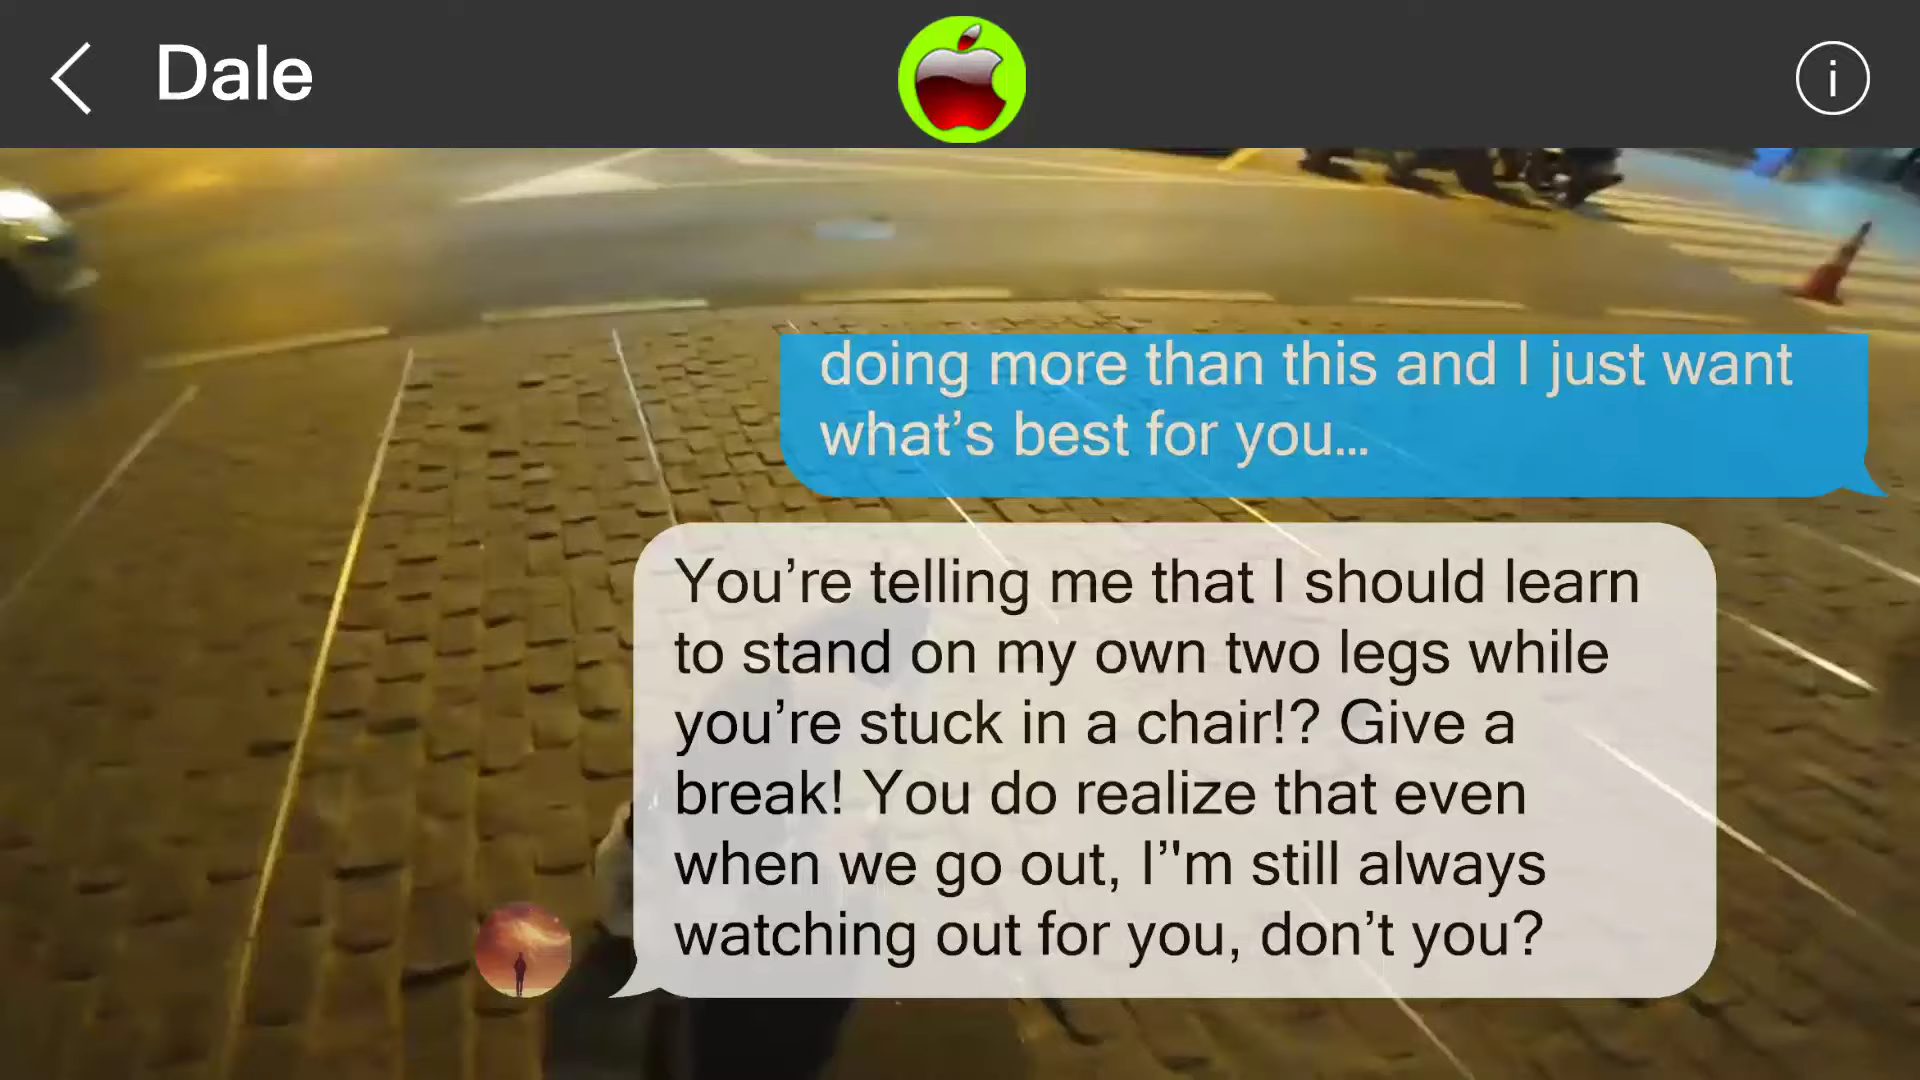 Dale
i
doing more than this and I just want
what’s best for you...
You’re telling me that I should learn
to stand on my own two legs while
you’re stuck in a chair!? Give a
break! You do realize that even
when we go out, I’'m still always
watching out for you, don’t you?